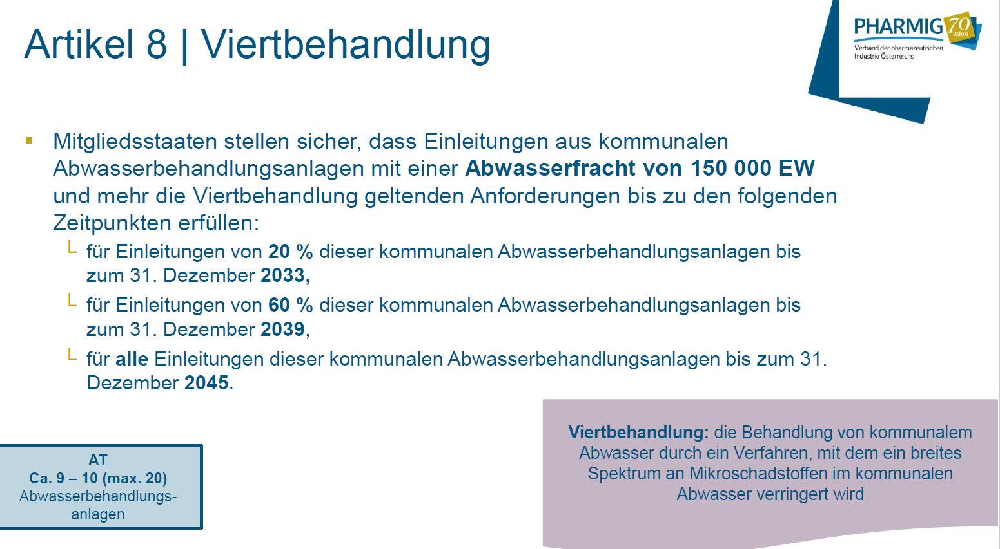 Artikel 8 | Viertbehandlung
PHARMIG 70
Jahre
Verband der pharmazeutischen
Industrie Österreichs
Mitgliedsstaaten stellen sicher, dass Einleitungen aus kommunalen
Abwasserbehandlungsanlagen mit einer Abwasserfracht von 150 000 EW
und mehr die Viertbehandlung geltenden Anforderungen bis zu den folgenden
Zeitpunkten erfüllen:
für Einleitungen von 20 % dieser kommunalen Abwasserbehandlungsanlagen bis
zum 31. Dezember 2033,
für Einleitungen von 60 % dieser kommunalen Abwasserbehandlungsanlagen bis
zum 31. Dezember 2039,
für alle Einleitungen dieser kommunalen Abwasserbehandlungsanlagen bis zum 31.
Dezember 2045.
AT
Ca. 9 – 10 (max. 20)
Abwasserbehandlungs-
anlagen
Viertbehandlung: die Behandlung von kommunalem
Abwasser durch ein Verfahren, mit dem ein breites
Spektrum an Mikroschadstoffen im kommunalen
Abwasser verringert wird